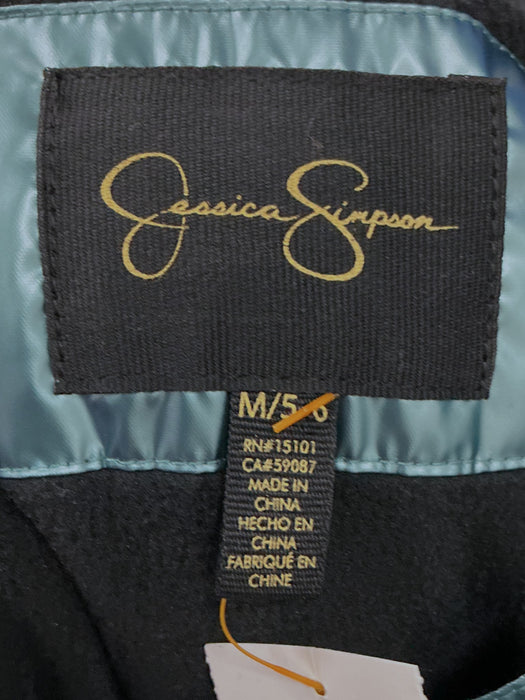 Jessica Simpson
M/5-6
RN#15101
CA#59087
MADE IN
CHINA
HECHO EN
CHINA
FABRIQUÉ EN
CHINE